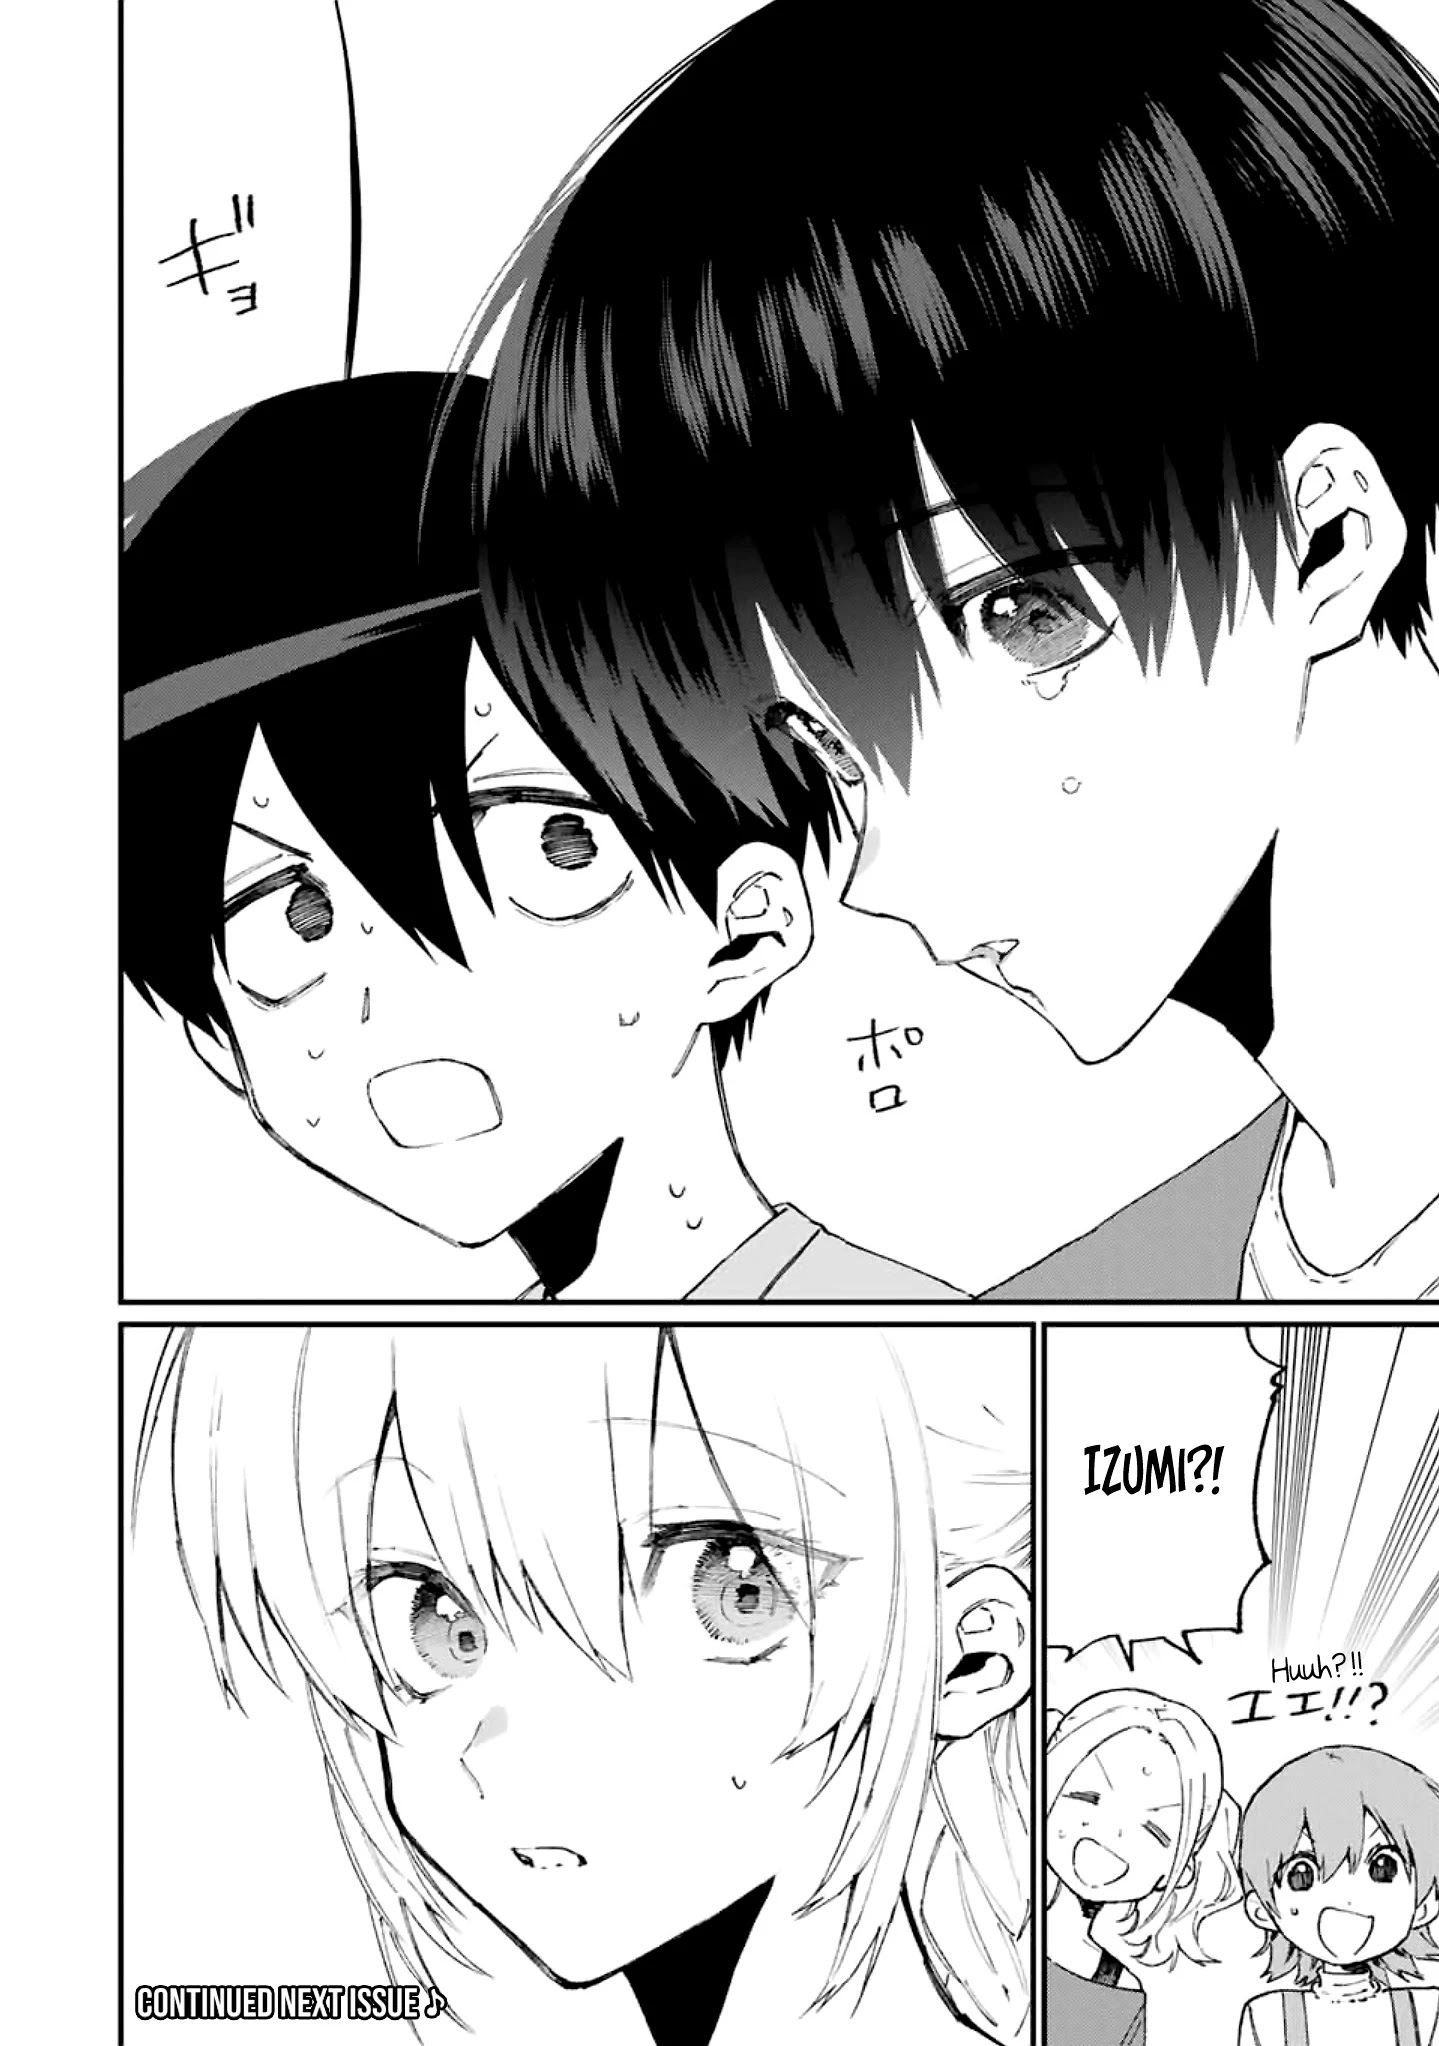 ポロ
ギョ
IZUMI?!
Huuh?!!
エエ!!?
CONTINUED NEXT ISSUE ♪